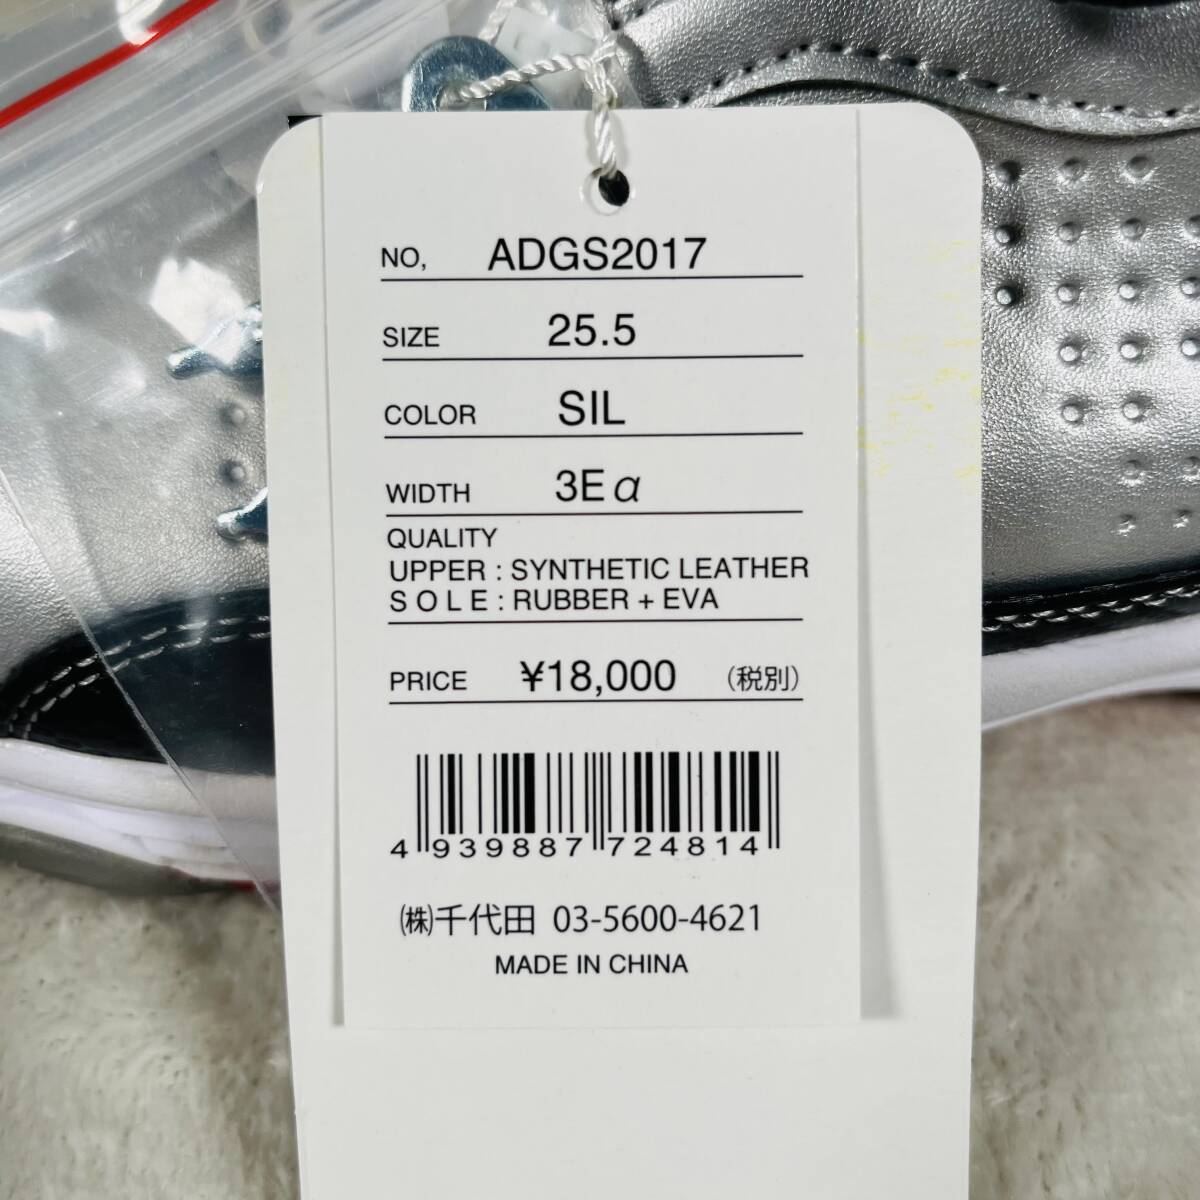 NO, ADGS2017
SIZE 25.5
COLOR SIL
WIDTH 3Eα
QUALITY
UPPER : SYNTHETIC LEATHER
SOLE : RUBBER + EVA
PRICE ¥18,000 (税別)
4 939887 724814
㈱千代田 03-5600-4621
MADE IN CHINA